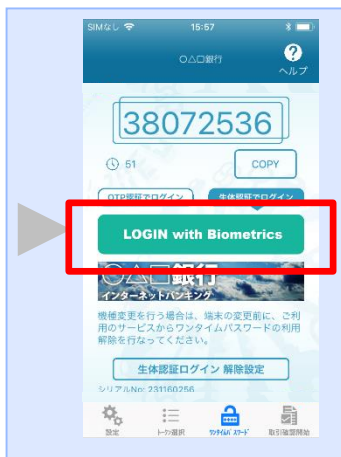 SIMなし 15:57
○△□銀行
?
ヘルプ
38072536
51 COPY
OTP認証でログイン 生体認証でログイン
LOGIN with Biometrics
○△□銀行
インターネットバンキング
機種変更を行う場合は、端末の変更前に、ご利
用のサービスからワンタイムパスワードの利用
解除を行なってください。
生体認証ログイン 解除設定
シリアルNo: 231160256
設定 トークン選択 ワンタイムパスワード 取引確認開始